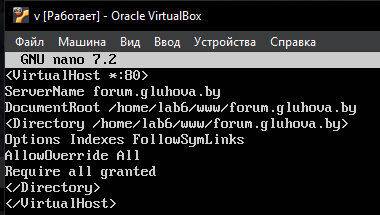 v [Работает] - Oracle VirtualBox
Файл Машина Вид Ввод Устройства Справка
GNU nano 7.2
<VirtualHost *:80>
ServerName forum.gluhova.by
DocumentRoot /home/lab6/www/forum.gluhova.by
<Directory /home/lab6/www/forum.gluhova.by>
Options Indexes FollowSymLinks
AllowOverride All
Require all granted
</Directory>
</VirtualHost>